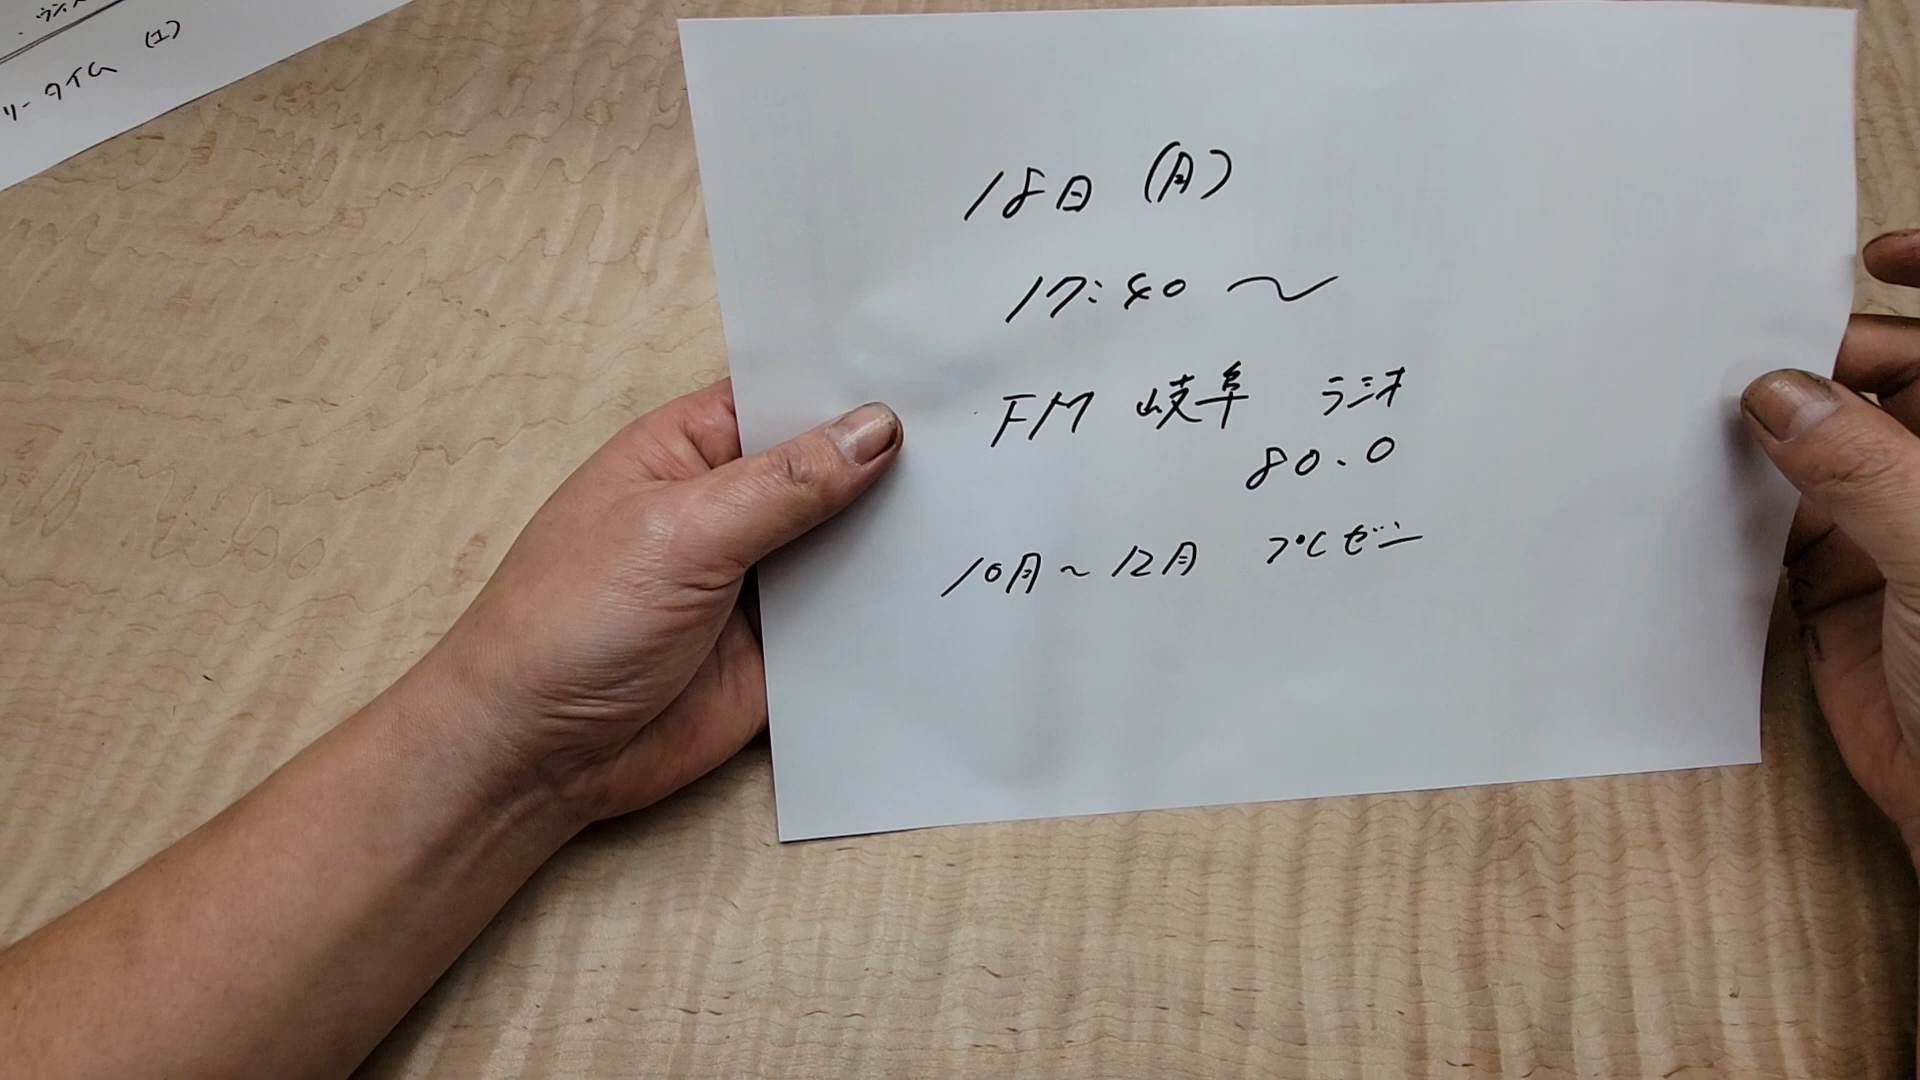 リータイム (エ)
18日 (月)
17:40 〜
FM 岐阜 ラジオ
80.0
10月〜12月 プレゼン